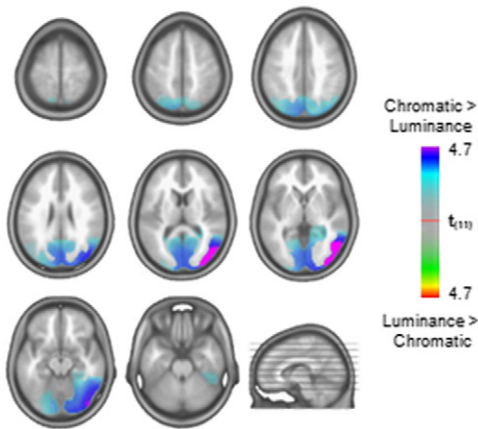 Chromatic >
Luminance
4.7
t(11)
4.7
Luminance >
Chromatic